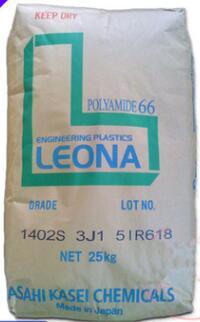 KEEP DRY
POLYAMIDE 66
ENGINEERING PLASTICS
LEONA
GRADE LOT NO.
1402S 3J1 5IR618
NET 25kg
ASAHI KASEI CHEMICALS
Made in Japan